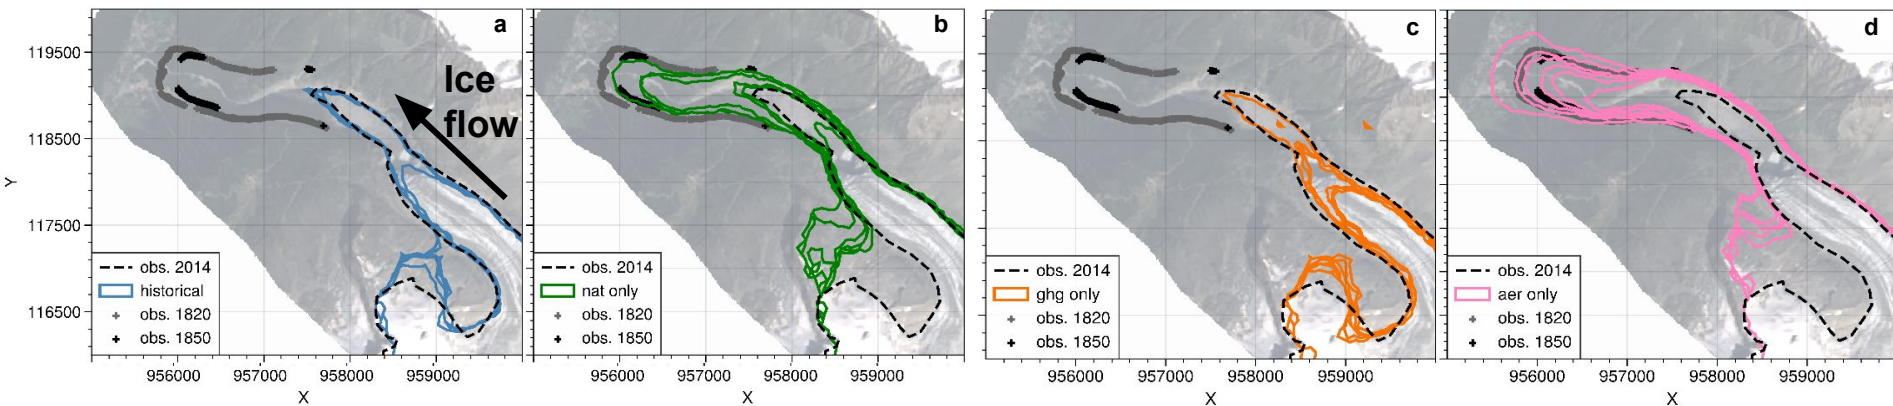 a
Ice
flow
119500
118500
117500
116500
Y
obs. 2014
historical
obs. 1820
obs. 1850
956000 957000 958000 959000
X
b
obs. 2014
nat only
obs. 1820
obs. 1850
956000 957000 958000 959000
X
c
obs. 2014
ghg only
obs. 1820
obs. 1850
956000 957000 958000 959000
X
d
obs. 2014
aer only
obs. 1820
obs. 1850
956000 957000 958000 959000
X